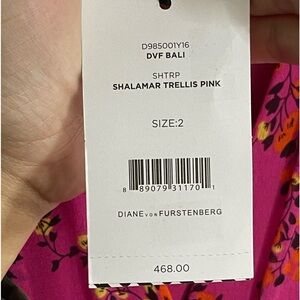 D985001Y16
DVF BALI
SHTRP
SHALAMAR TRELLIS PINK
SIZE:2
8 89079 31170 1
DIANE VON FURSTENBERG
468.00